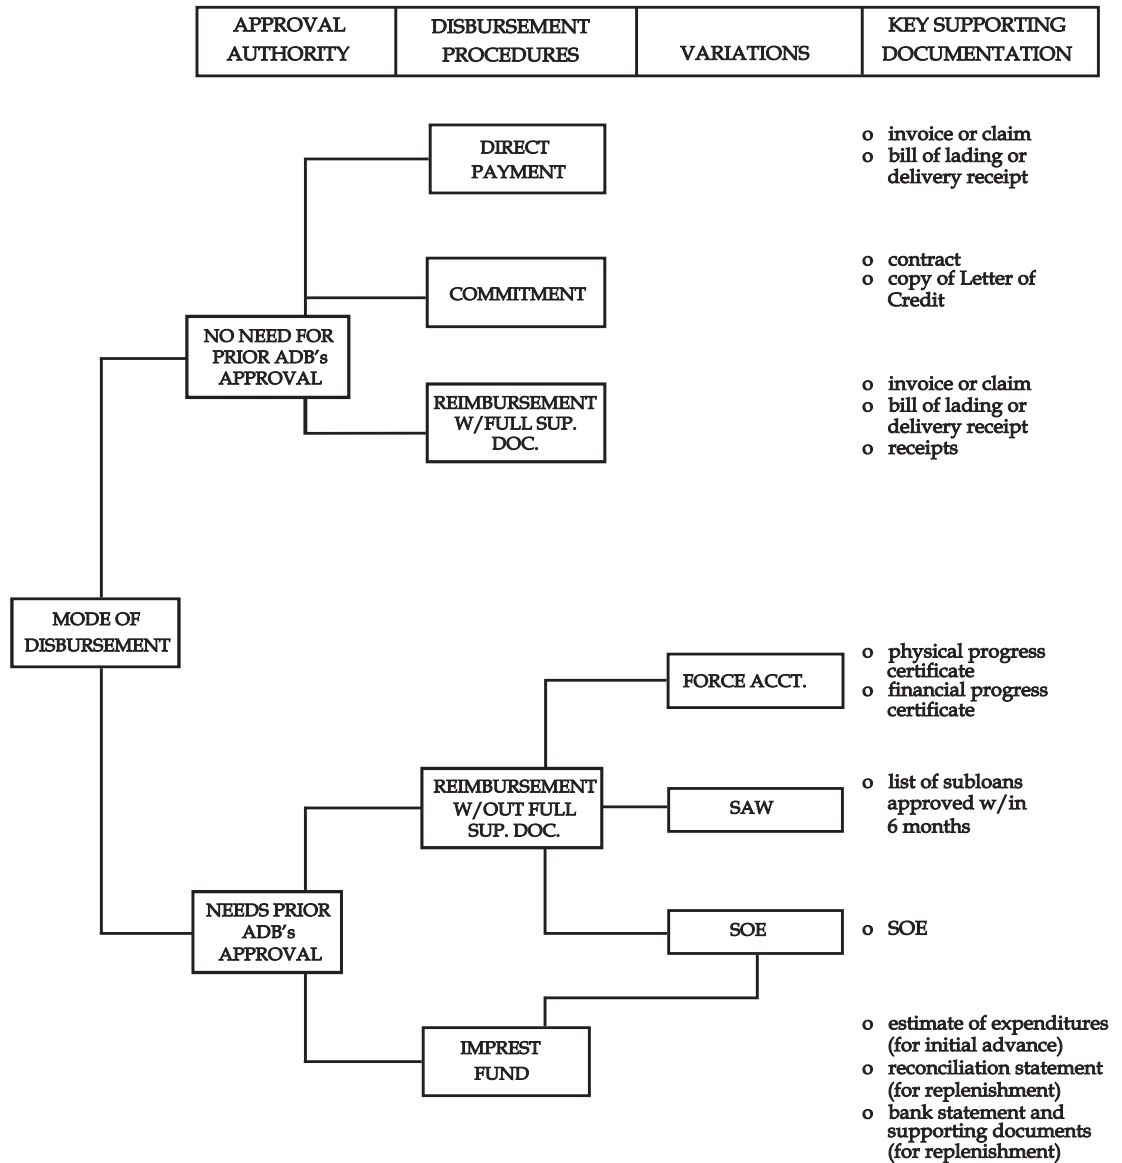 APPROVAL
AUTHORITY
DISBURSEMENT
PROCEDURES
VARIATIONS
KEY SUPPORTING
DOCUMENTATION
DIRECT
PAYMENT
o invoice or claim
o bill of lading or
delivery receipt
COMMITMENT
o contract
o copy of Letter of
Credit
NO NEED FOR
PRIOR ADB's
APPROVAL
REIMBURSEMENT
W/FULL SUP.
DOC.
o invoice or claim
o bill of lading or
delivery receipt
o receipts
MODE OF
DISBURSEMENT
FORCE ACCT.
o physical progress
certificate
o financial progress
certificate
REIMBURSEMENT
W/OUT FULL
SUP. DOC.
SAW
o list of subloans
approved w/in
6 months
NEEDS PRIOR
ADB's
APPROVAL
SOE
o SOE
IMPREST
FUND
o estimate of expenditures
(for initial advance)
o reconciliation statement
(for replenishment)
o bank statement and
supporting documents
(for replenishment)